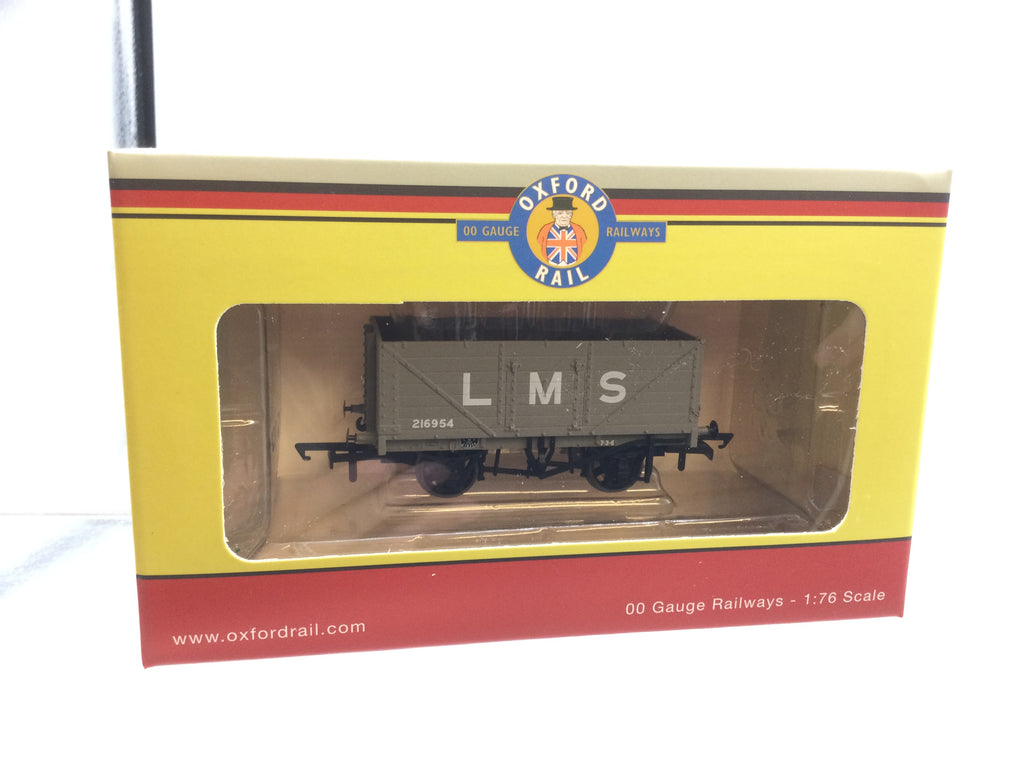 OXFORD
00 GAUGE RAILWAYS
RAIL
L M S
216954
www.oxfordrail.com
00 Gauge Railways - 1:76 Scale